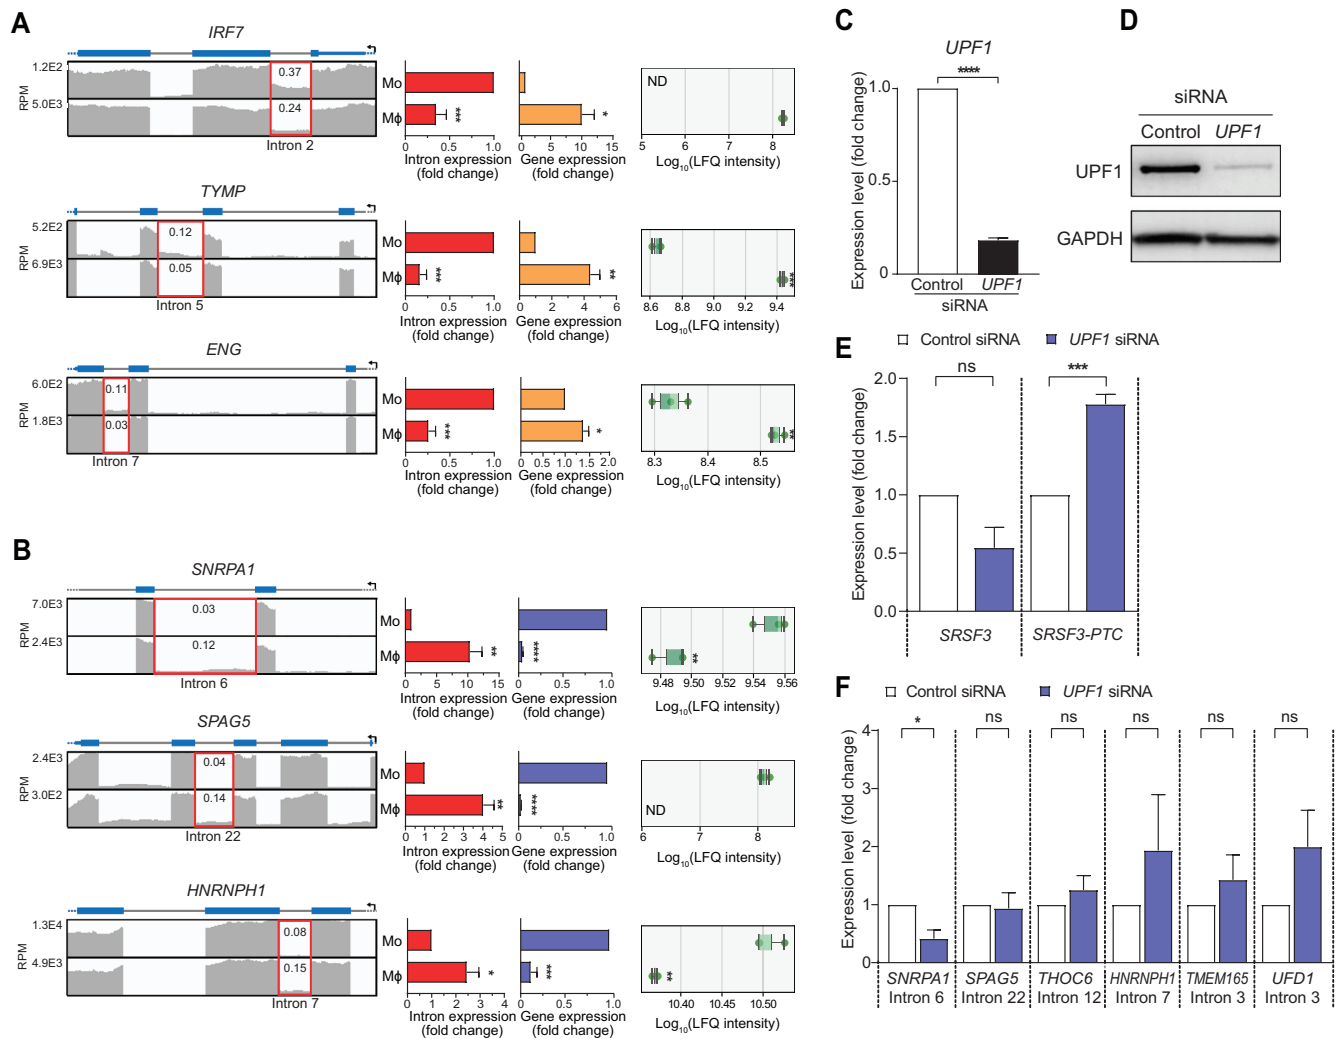 A
IRF7
1.2E2
RPM
5.0E3
0.37
0.24
Intron 2
Mo
Mϕ
***
*
0 0.5 1.0
Intron expression
(fold change)
0 5 10 15
Gene expression
(fold change)
ND
5 6 7 8
Log10(LFQ intensity)
TYMP
5.2E2
RPM
6.9E3
0.12
0.05
Intron 5
Mo
Mϕ
***
**
***
0 0.5 1.0
Intron expression
(fold change)
0 2 4 6
Gene expression
(fold change)
8.6 8.8 9.0 9.2 9.4
Log10(LFQ intensity)
ENG
6.0E2
RPM
1.8E3
0.11
0.03
Intron 7
Mo
Mϕ
***
*
**
0 0.5 1.0
Intron expression
(fold change)
0 0.5 1.0 1.5 2.0
Gene expression
(fold change)
8.3 8.4 8.5
Log10(LFQ intensity)
B
SNRPA1
7.0E3
RPM
2.4E3
0.03
0.12
Intron 6
Mo
Mϕ
**
****
**
0 5 10 15
Intron expression
(fold change)
0 0.5 1.0
Gene expression
(fold change)
9.48 9.50 9.52 9.54 9.56
Log10(LFQ intensity)
SPAG5
2.4E3
RPM
3.0E2
0.04
0.14
Intron 22
Mo
Mϕ
**
****
0 1 2 3 4 5
Intron expression
(fold change)
0 0.5 1.0
Gene expression
(fold change)
ND
6 7 8
Log10(LFQ intensity)
HNRNPH1
1.3E4
RPM
4.9E3
0.08
0.15
Intron 7
Mo
Mϕ
*
***
**
0 1 2 3 4
Intron expression
(fold change)
0 0.5 1.0
Gene expression
(fold change)
10.40 10.45 10.50
Log10(LFQ intensity)
C
UPF1
****
Expression level (fold change)
1.0
0.5
0
Control UPF1
siRNA
D
siRNA
Control UPF1
UPF1
GAPDH
E
Control siRNA UPF1 siRNA
ns
***
Expression level (fold change)
2.0
1.5
1.0
0.5
0.0
SRSF3 SRSF3-PTC
F
Control siRNA UPF1 siRNA
* ns ns ns ns ns
Expression level (fold change)
4
3
2
1
0
SNRPA1 SPAG5 THOC6 HNRNPH1 TMEM165 UFD1
Intron 6 Intron 22 Intron 12 Intron 7 Intron 3 Intron 3